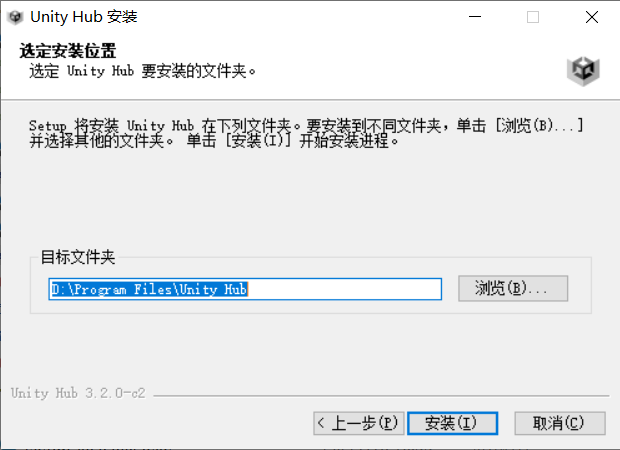 Unity Hub 安装
选定安装位置
选定 Unity Hub 要安装的文件夹。
Setup 将安装 Unity Hub 在下列文件夹。要安装到不同文件夹，单击 [浏览(B)...]
并选择其他的文件夹。 单击 [安装(I)] 开始安装进程。
目标文件夹
D:\Program Files\Unity Hub
浏览(B)...
Unity Hub 3.2.0-c2
< 上一步(P)
安装(I)
取消(C)